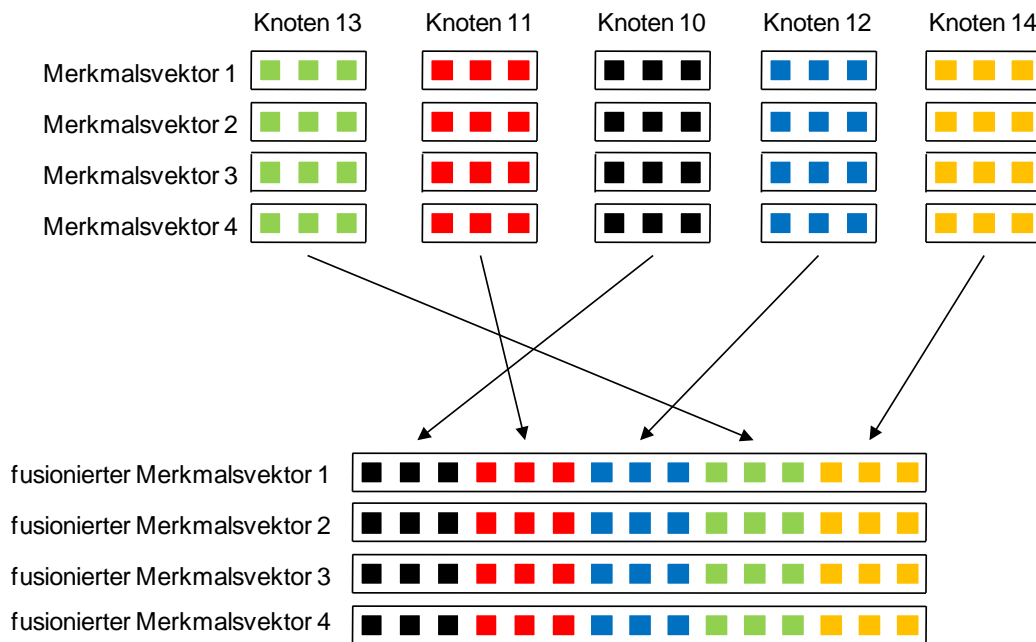 Knoten 13 Knoten 11 Knoten 10 Knoten 12 Knoten 14
Merkmalsvektor 1
Merkmalsvektor 2
Merkmalsvektor 3
Merkmalsvektor 4
fusionierter Merkmalsvektor 1
fusionierter Merkmalsvektor 2
fusionierter Merkmalsvektor 3
fusionierter Merkmalsvektor 4